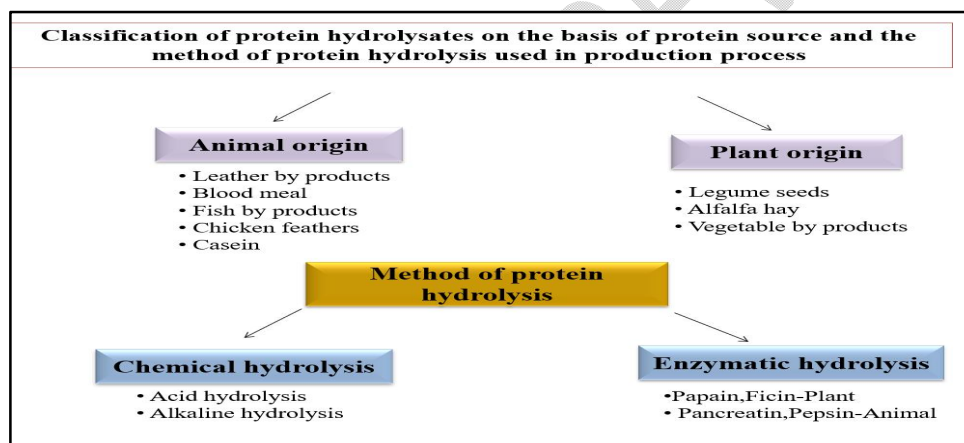 Classification of protein hydrolysates on the basis of protein source and the
method of protein hydrolysis used in production process
Animal origin
• Leather by products
• Blood meal
• Fish by products
• Chicken feathers
• Casein
Plant origin
• Legume seeds
• Alfalfa hay
• Vegetable by products
Method of protein
hydrolysis
Chemical hydrolysis
• Acid hydrolysis
• Alkaline hydrolysis
Enzymatic hydrolysis
•Papain,Ficin-Plant
• Pancreatin,Pepsin-Animal